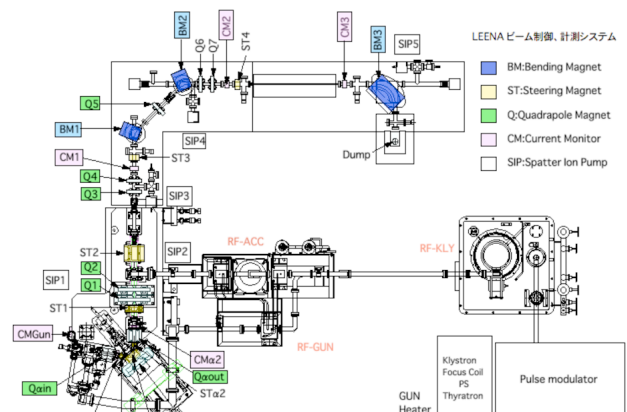 BM2
Q6
Q7
CM2
ST4
CM3
BM3
SIP5
LEENA ビーム制御、計測システム
BM:Bending Magnet
ST:Steering Magnet
Q:Quadrapole Magnet
CM:Current Monitor
SIP:Spatter Ion Pump
Q5
BM1
SIP4
CM1
ST3
Dump
Q4
Q3
SIP3
ST2
SIP2
RF-ACC
RF-KLY
Q2
SIP1
Q1
ST1
CMGun
RF-GUN
CMα2
Qαin
Qαout
STα2
Klystron
Focus Coil
PS
Thyratron
Pulse modulator
GUN
Heater